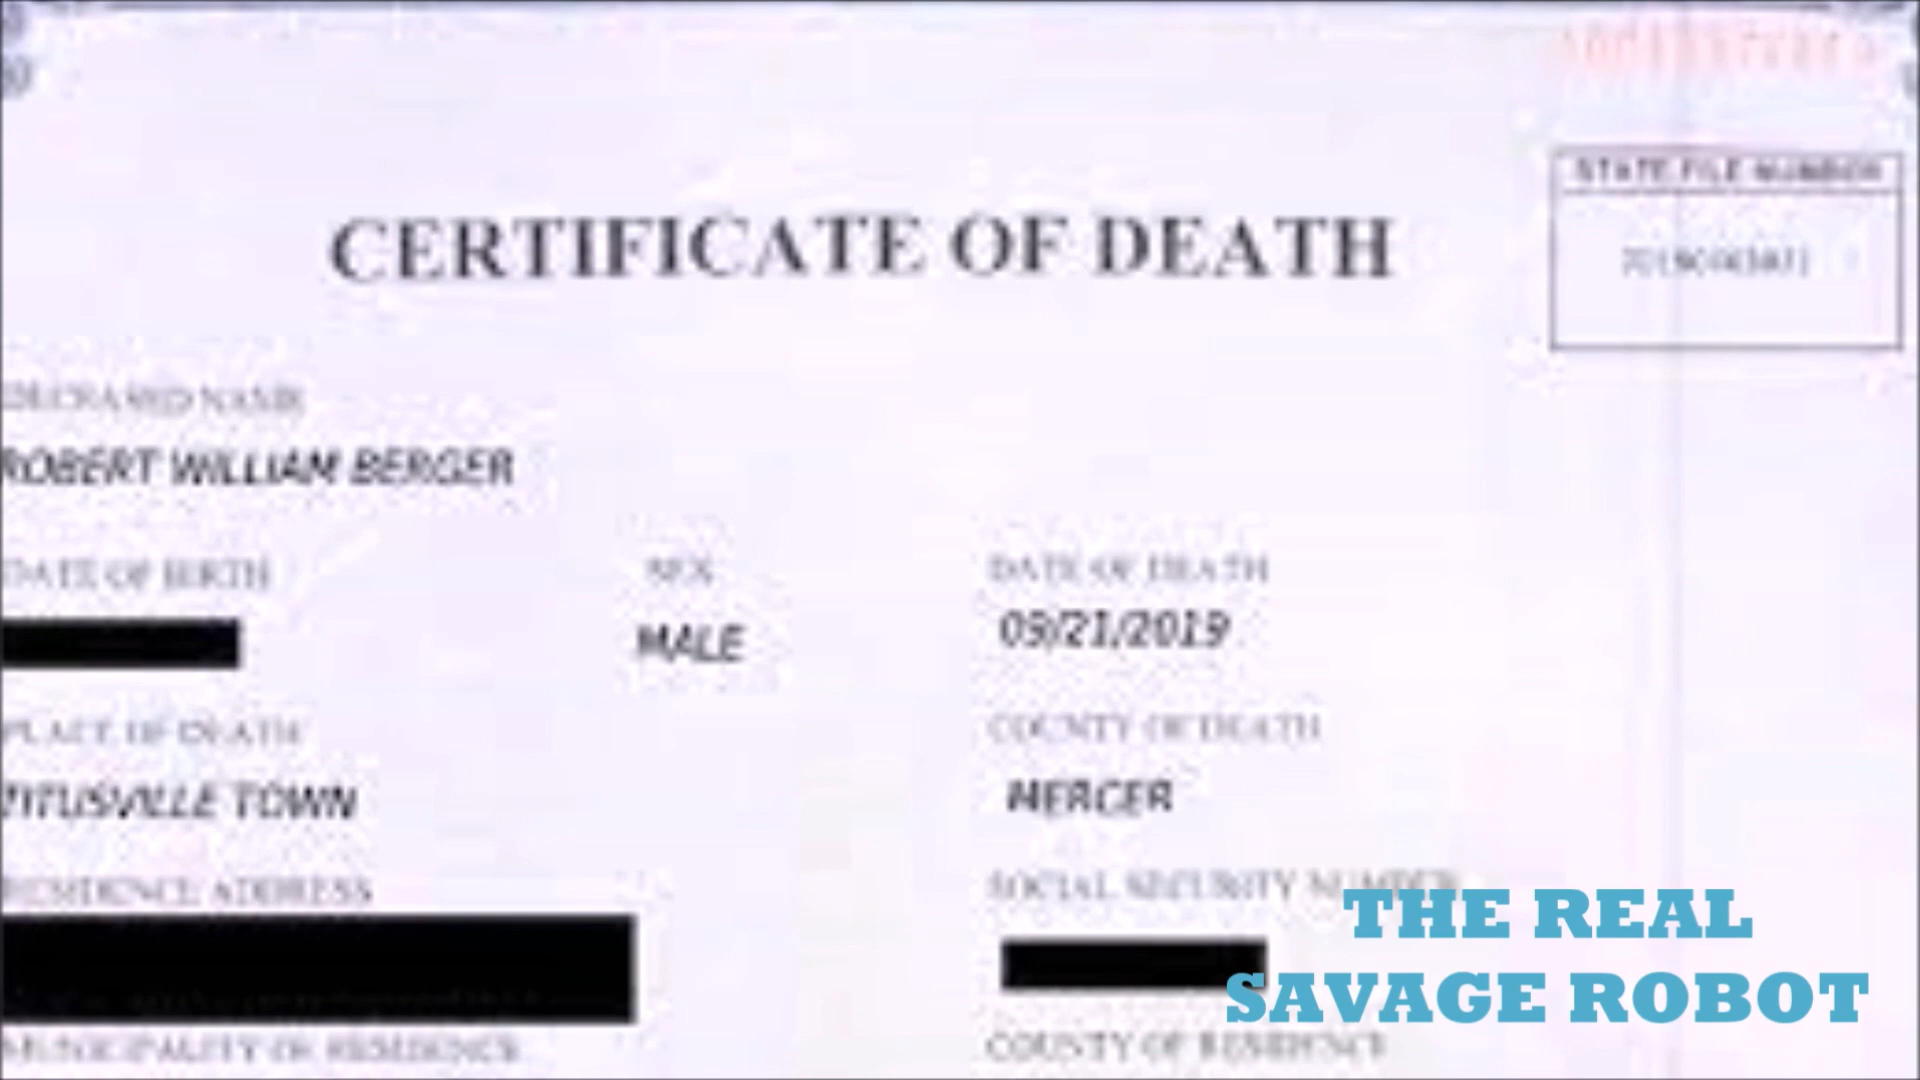 STATE FILE NUMBER
CERTIFICATE OF DEATH
DECEASED NAME
ROBERT WILLIAM BERGER
DATE OF BIRTH
SEX
DATE OF DEATH
MALE
09/21/2019
PLACE OF DEATH
COUNTY OF DEATH
TITUSVILLE TOWN
MERCER
RESIDENCE ADDRESS
SOCIAL SECURITY NUMBER
THE REAL
SAVAGE ROBOT
MUNICIPALITY OF RESIDENCE
COUNTY OF RESIDENCE